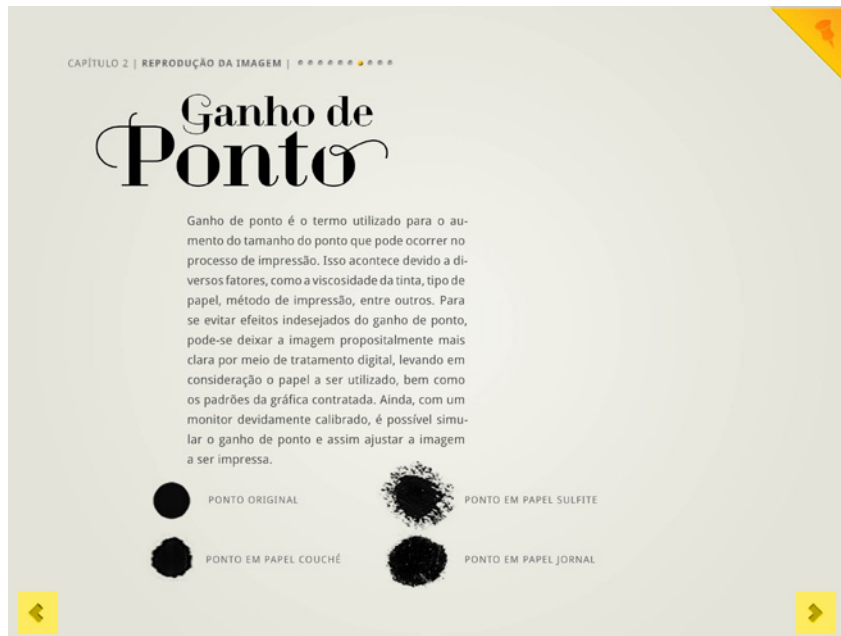 CAPÍTULO 2 | REPRODUÇÃO DA IMAGEM |
Ganho de
Ponto
Ganho de ponto é o termo utilizado para o au-
mento do tamanho do ponto que pode ocorrer no
processo de impressão. Isso acontece devido a di-
versos fatores, como a viscosidade da tinta, tipo de
papel, método de impressão, entre outros. Para
se evitar efeitos indesejados do ganho de ponto,
pode-se deixar a imagem propositalmente mais
clara por meio de tratamento digital, levando em
consideração o papel a ser utilizado, bem como
os padrões da gráfica contratada. Ainda, com um
monitor devidamente calibrado, é possível simu-
lar o ganho de ponto e assim ajustar a imagem
a ser impressa.
PONTO ORIGINAL
PONTO EM PAPEL SULFITE
PONTO EM PAPEL COUCHÉ
PONTO EM PAPEL JORNAL